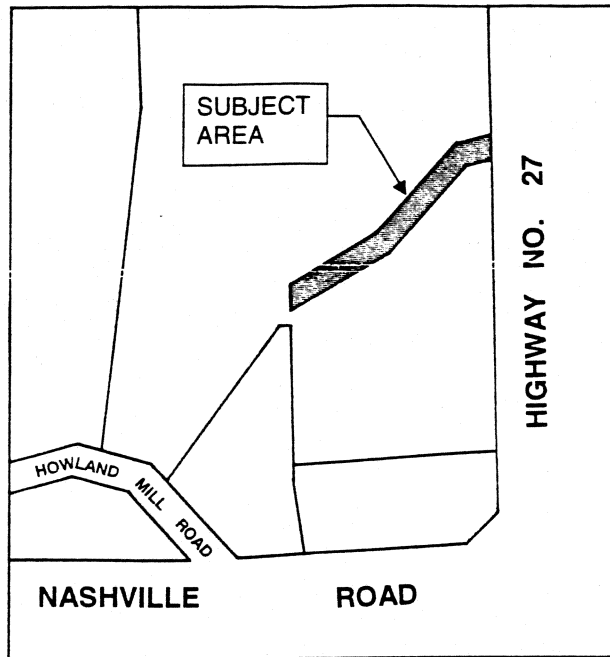 SUBJECT
AREA
HIGHWAY NO. 27
HOWLAND MILL ROAD
NASHVILLE ROAD